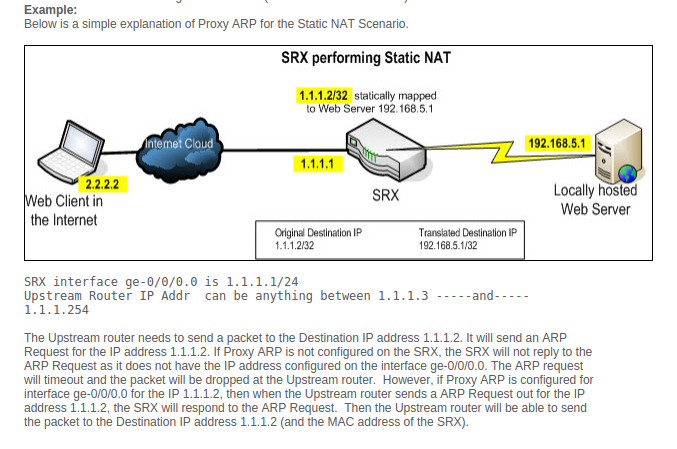 Example:
Below is a simple explanation of Proxy ARP for the Static NAT Scenario.
SRX performing Static NAT
1.1.1.2/32 statically mapped
to Web Server 192.168.5.1
Internet Cloud
192.168.5.1
1.1.1.1
2.2.2.2
SRX
Web Client in
the Internet
Locally hosted
Web Server
Original Destination IP
1.1.1.2/32
Translated Destination IP
192.168.5.1/32
SRX interface ge-0/0/0.0 is 1.1.1.1/24
Upstream Router IP Addr  can be anything between 1.1.1.3 -----and-----
1.1.1.254
The Upstream router needs to send a packet to the Destination IP address 1.1.1.2. It will send an ARP
Request for the IP address 1.1.1.2. If Proxy ARP is not configured on the SRX, the SRX will not reply to the
ARP Request as it does not have the IP address configured on the interface ge-0/0/0.0. The ARP request
will timeout and the packet will be dropped at the Upstream router.  However, if Proxy ARP is configured for
interface ge-0/0/0.0 for the IP 1.1.1.2, then when the Upstream router sends a ARP Request out for the IP
address 1.1.1.2, the SRX will respond to the ARP Request.  Then the Upstream router will be able to send
the packet to the Destination IP address 1.1.1.2 (and the MAC address of the SRX).